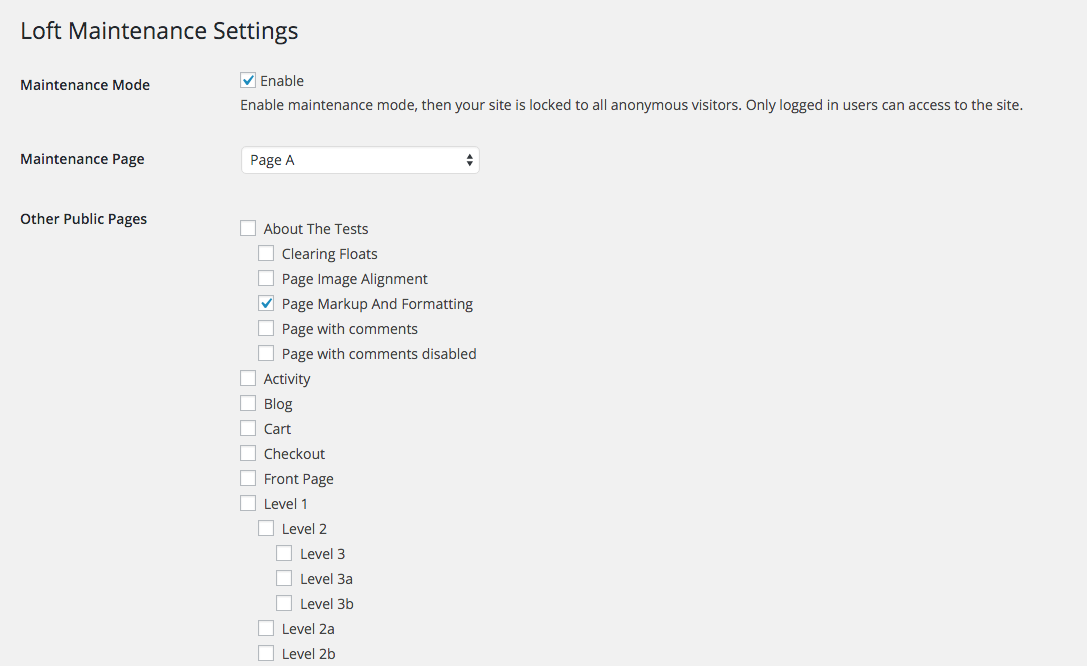 Loft Maintenance Settings
Maintenance Mode
Enable
Enable maintenance mode, then your site is locked to all anonymous visitors. Only logged in users can access to the site.
Maintenance Page
Page A
Other Public Pages
About The Tests
Clearing Floats
Page Image Alignment
Page Markup And Formatting
Page with comments
Page with comments disabled
Activity
Blog
Cart
Checkout
Front Page
Level 1
Level 2
Level 3
Level 3a
Level 3b
Level 2a
Level 2b